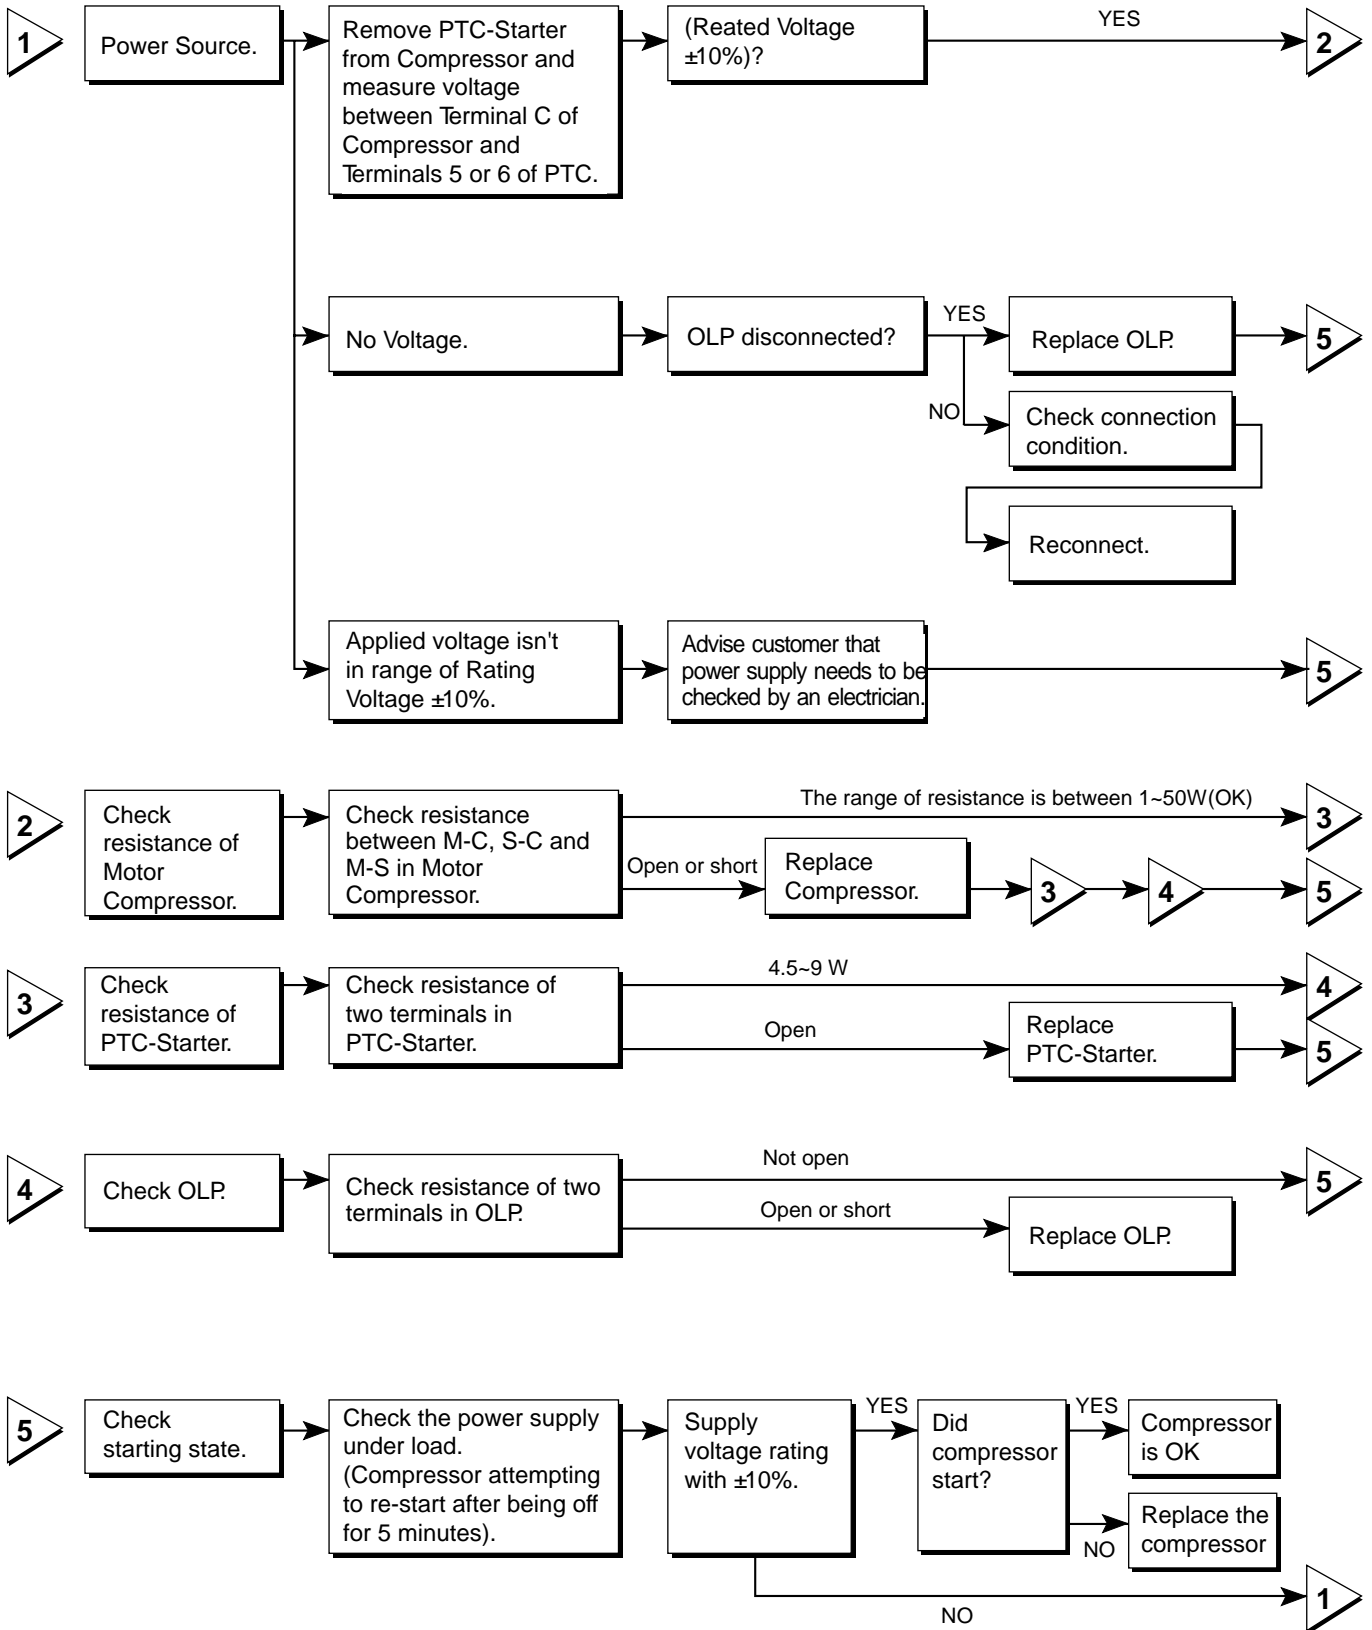 1
Power Source.
Remove PTC-Starter
from Compressor and
measure voltage
between Terminal C of
Compressor and
Terminals 5 or 6 of PTC.
(Reated Voltage
±10%)?
YES
2
No Voltage.
OLP disconnected?
YES
Replace OLP.
5
NO
Check connection
condition.
Reconnect.
Applied voltage isn't
in range of Rating
Voltage ±10%.
Advise customer that
power supply needs to be
checked by an electrician.
5
2
Check
resistance of
Motor
Compressor.
Check resistance
between M-C, S-C and
M-S in Motor
Compressor.
The range of resistance is between 1~50W(OK)
3
Open or short
Replace
Compressor.
3
4
5
3
Check
resistance of
PTC-Starter.
Check resistance of
two terminals in
PTC-Starter.
4.5~9 W
4
Open
Replace
PTC-Starter.
5
4
Check OLP.
Check resistance of two
terminals in OLP.
Not open
5
Open or short
Replace OLP.
5
Check
starting state.
Check the power supply
under load.
(Compressor attempting
to re-start after being off
for 5 minutes).
Supply
voltage rating
with ±10%.
YES
Did
compressor
start?
YES
Compressor
is OK
NO
Replace the
compressor
NO
1